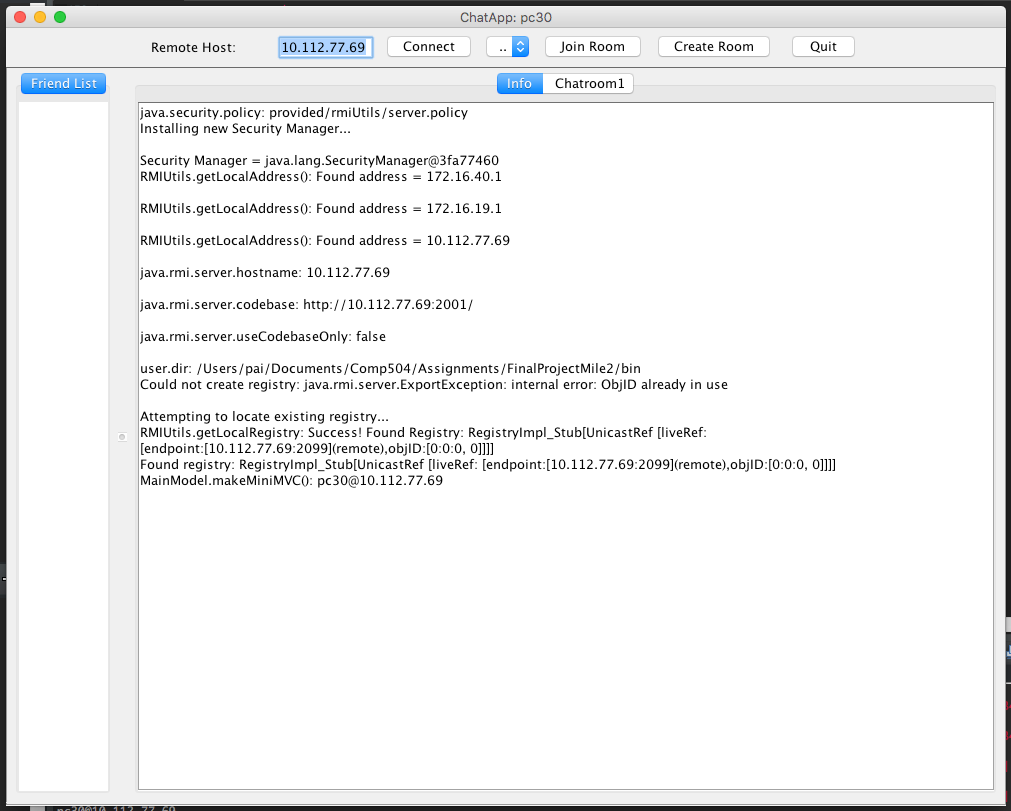 ChatApp: pc30
Remote Host: 10.112.77.69 Connect .. Join Room Create Room Quit
Friend List Info Chatroom1
java.security.policy: provided/rmiUtils/server.policy
Installing new Security Manager...
Security Manager = java.lang.SecurityManager@3fa77460
RMIUtils.getLocalAddress(): Found address = 172.16.40.1
RMIUtils.getLocalAddress(): Found address = 172.16.19.1
RMIUtils.getLocalAddress(): Found address = 10.112.77.69
java.rmi.server.hostname: 10.112.77.69
java.rmi.server.codebase: http://10.112.77.69:2001/
java.rmi.server.useCodebaseOnly: false
user.dir: /Users/pai/Documents/Comp504/Assignments/FinalProjectMile2/bin
Could not create registry: java.rmi.server.ExportException: internal error: ObjID already in use
Attempting to locate existing registry...
RMIUtils.getLocalRegistry: Success! Found Registry: RegistryImpl_Stub[UnicastRef [liveRef:
[endpoint:[10.112.77.69:2099](remote),objID:[0:0:0, 0]]]]
Found registry: RegistryImpl_Stub[UnicastRef [liveRef: [endpoint:[10.112.77.69:2099](remote),objID:[0:0:0, 0]]]]
MainModel.makeMiniMVC(): pc30@10.112.77.69
pc30@10.112.77.69